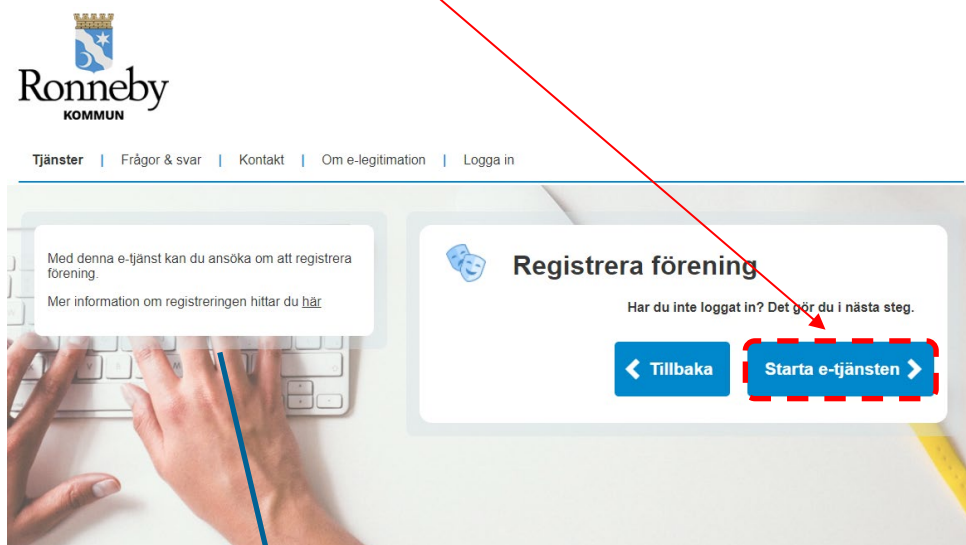 Ronneby
KOMMUN
Tjänster | Frågor & svar | Kontakt | Om e-legitimation | Logga in
Med denna e-tjänst kan du ansöka om att registrera
förening.
Mer information om registreringen hittar du här
Registrera förening
Har du inte loggat in? Det gör du i nästa steg.
Tillbaka
Starta e-tjänsten